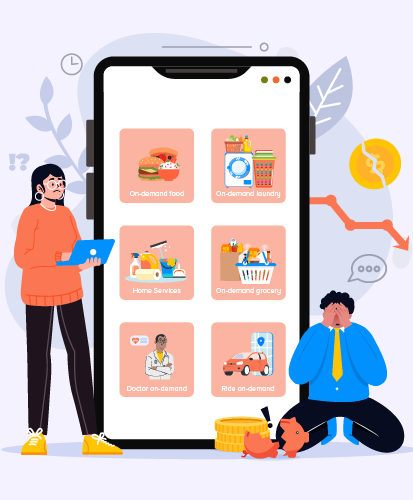 !?
On-demand food
On-demand laundry
Home Services
On-demand grocery
Doctor on-demand
Ride on-demand
!